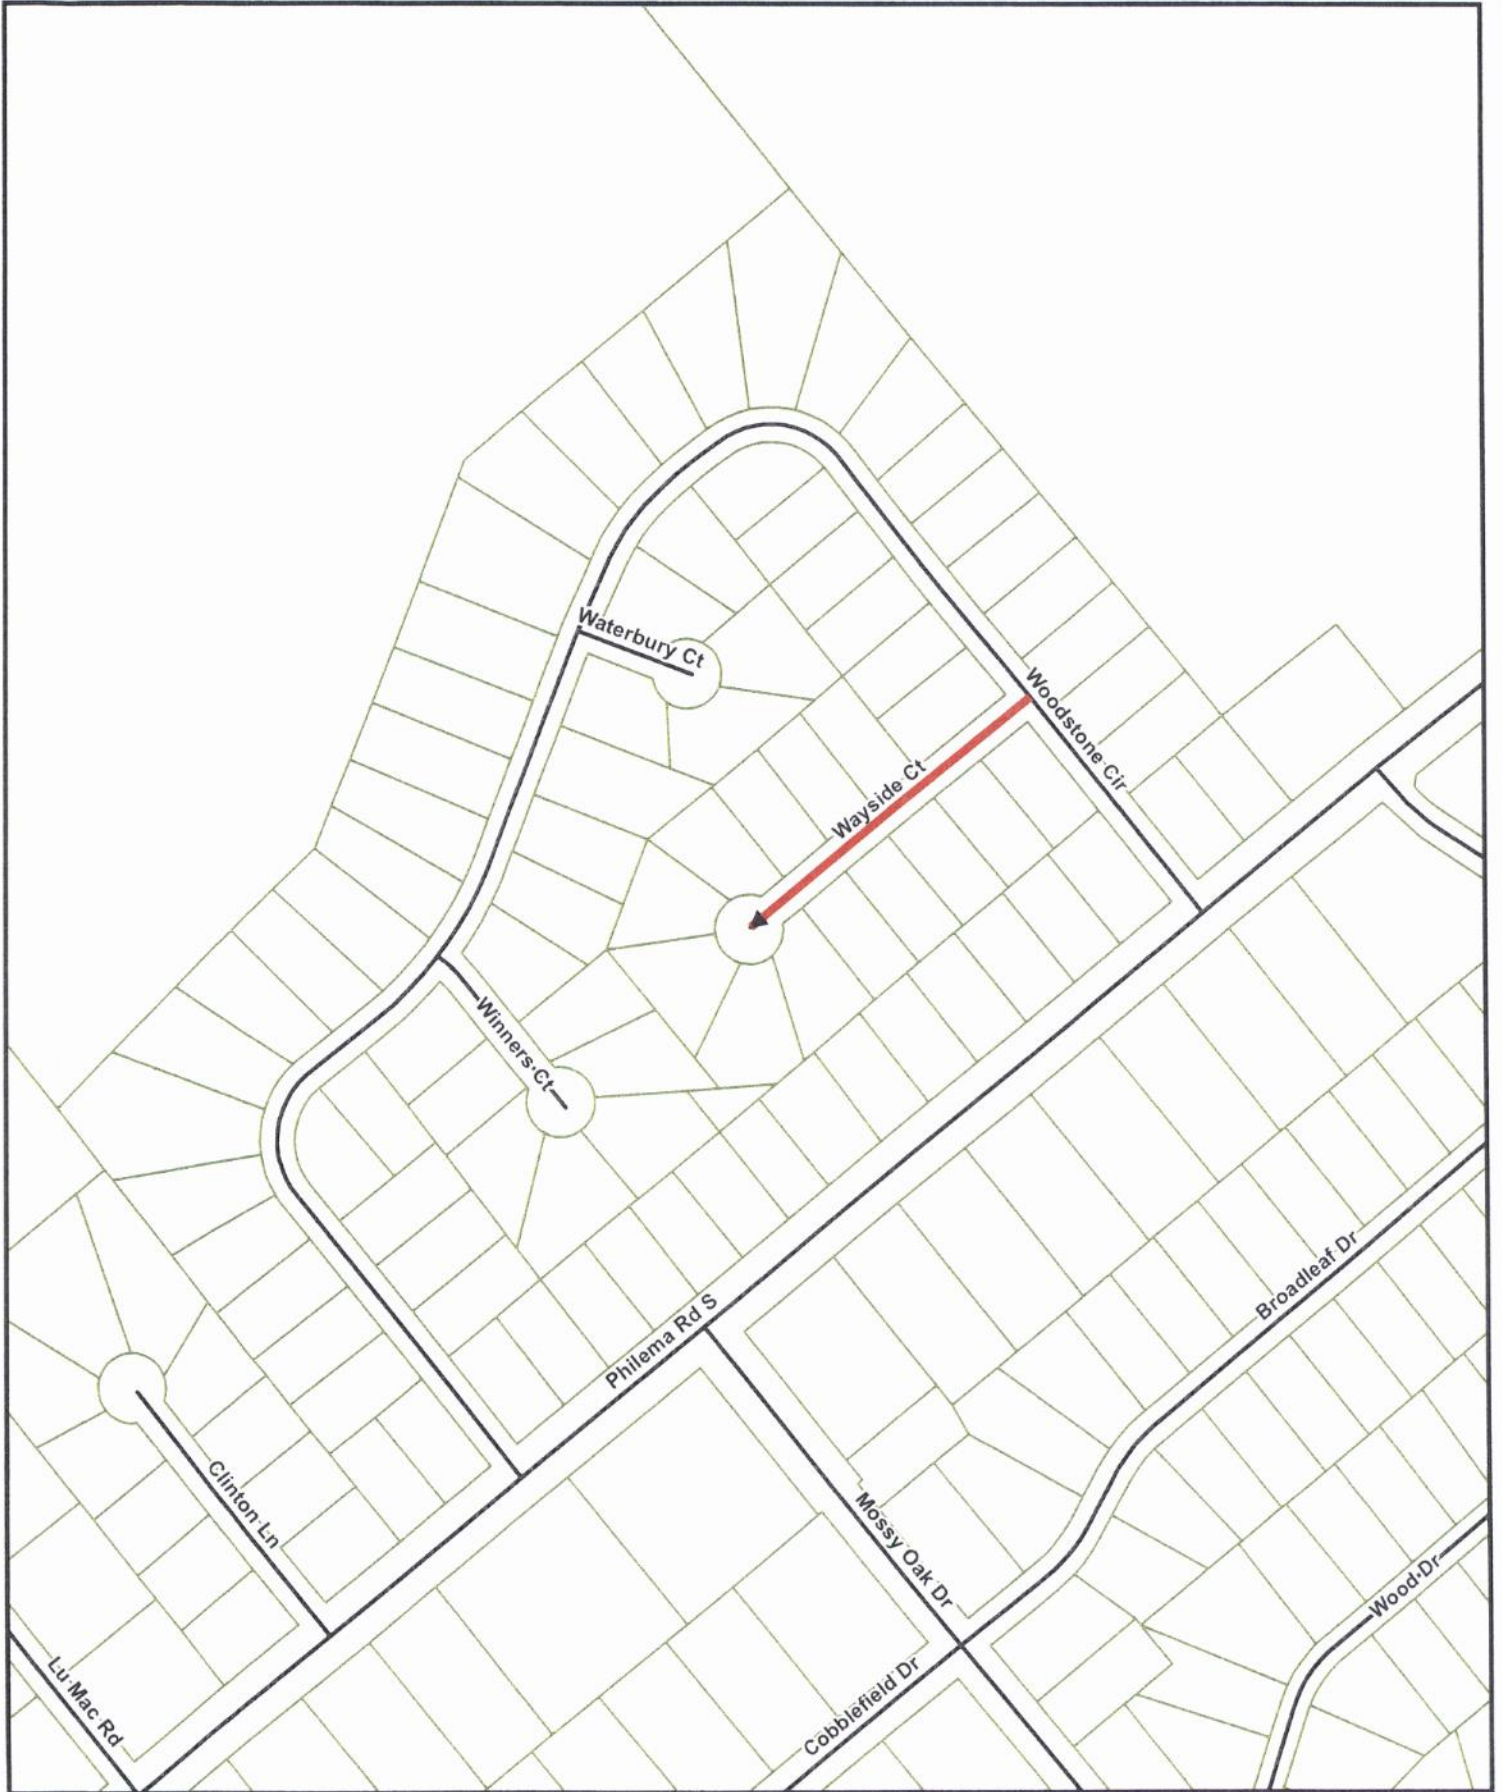 Waterbury Ct
Woodstone Cir
Wayside Ct
Winners Ct
Philema Rd S
Broadleaf Dr
Clinton Ln
Mossy Oak Dr
Wood Dr
Lu Mac Rd
Cobblefield Dr